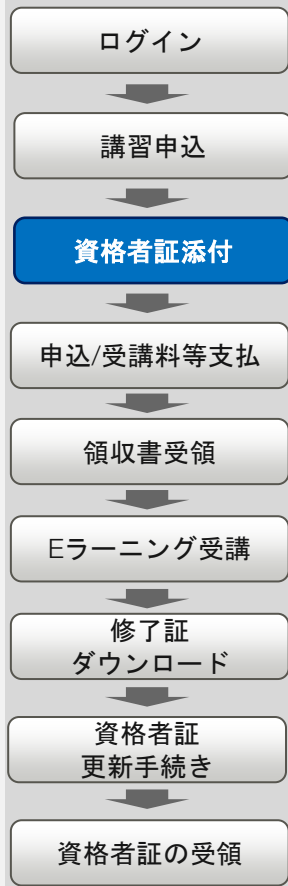 ログイン
講習申込
資格者証添付
申込/受講料等支払
領収書受領
Eラーニング受講
修了証
ダウンロード
資格者証
更新手続き
資格者証の受領